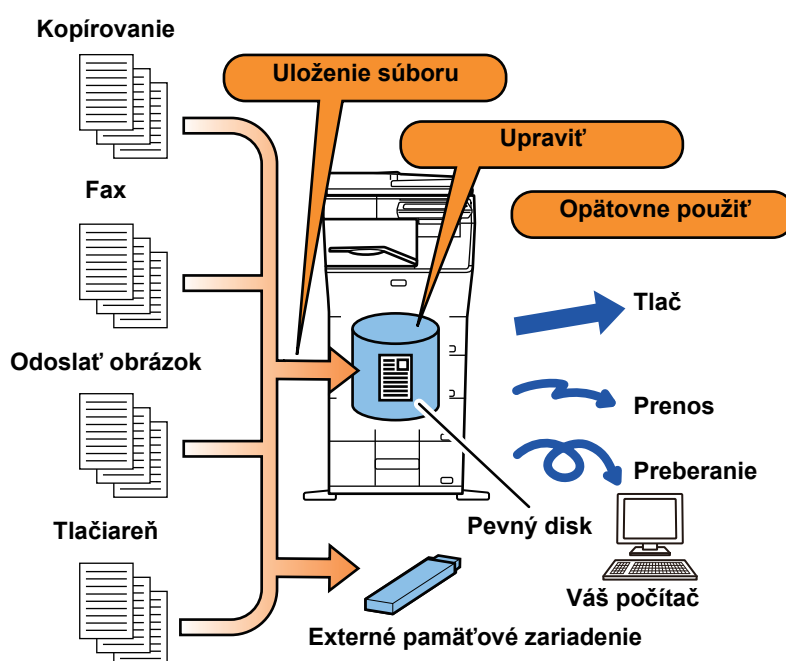 Kopírovanie
Uloženie súboru
Upraviť
Fax
Opätovne použiť
Tlač
Odoslať obrázok
Prenos
Preberanie
Tlačiareň
Pevný disk
Váš počítač
Externé pamäťové zariadenie